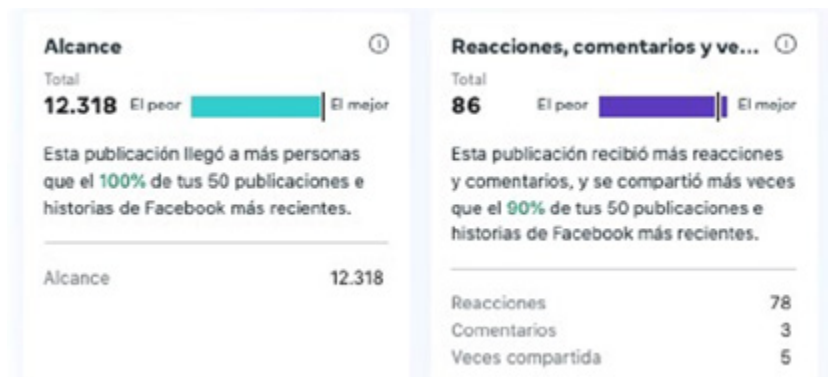 Alcance
Total
12.318 El peor El mejor
Esta publicación llegó a más personas
que el 100% de tus 50 publicaciones e
historias de Facebook más recientes.
Alcance 12.318
Reacciones, comentarios y ve...
Total
86 El peor El mejor
Esta publicación recibió más reacciones
y comentarios, y se compartió más veces
que el 90% de tus 50 publicaciones e
historias de Facebook más recientes.
Reacciones 78
Comentarios 3
Veces compartida 5